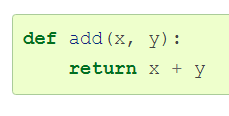 def add(x, y):
    return x + y